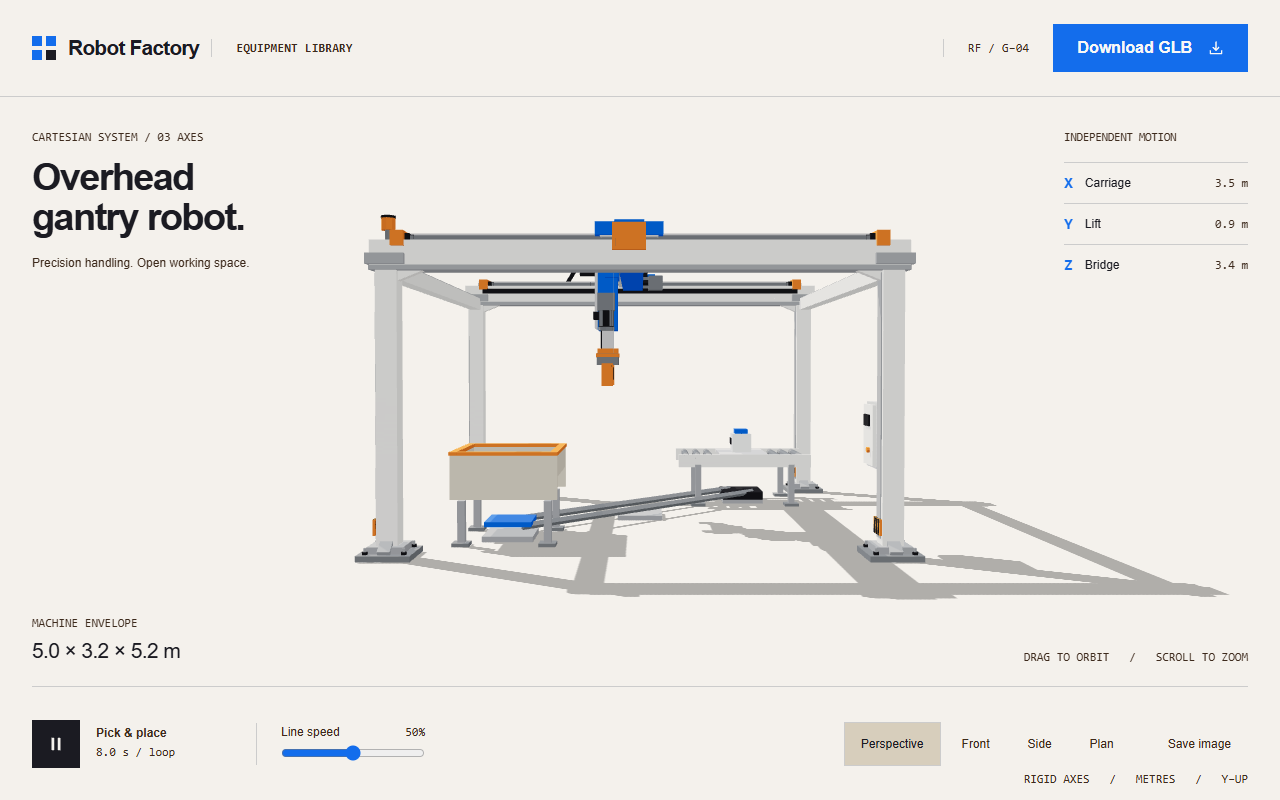 Robot Factory
EQUIPMENT LIBRARY
RF / G-04
Download GLB
CARTESIAN SYSTEM / 03 AXES
Overhead
gantry robot.
Precision handling. Open working space.
INDEPENDENT MOTION
X Carriage 3.5 m
Y Lift 0.9 m
Z Bridge 3.4 m
MACHINE ENVELOPE
5.0 × 3.2 × 5.2 m
DRAG TO ORBIT / SCROLL TO ZOOM
Pick & place
8.0 s / loop
Line speed 50%
Perspective Front Side Plan Save image
RIGID AXES / METRES / Y-UP